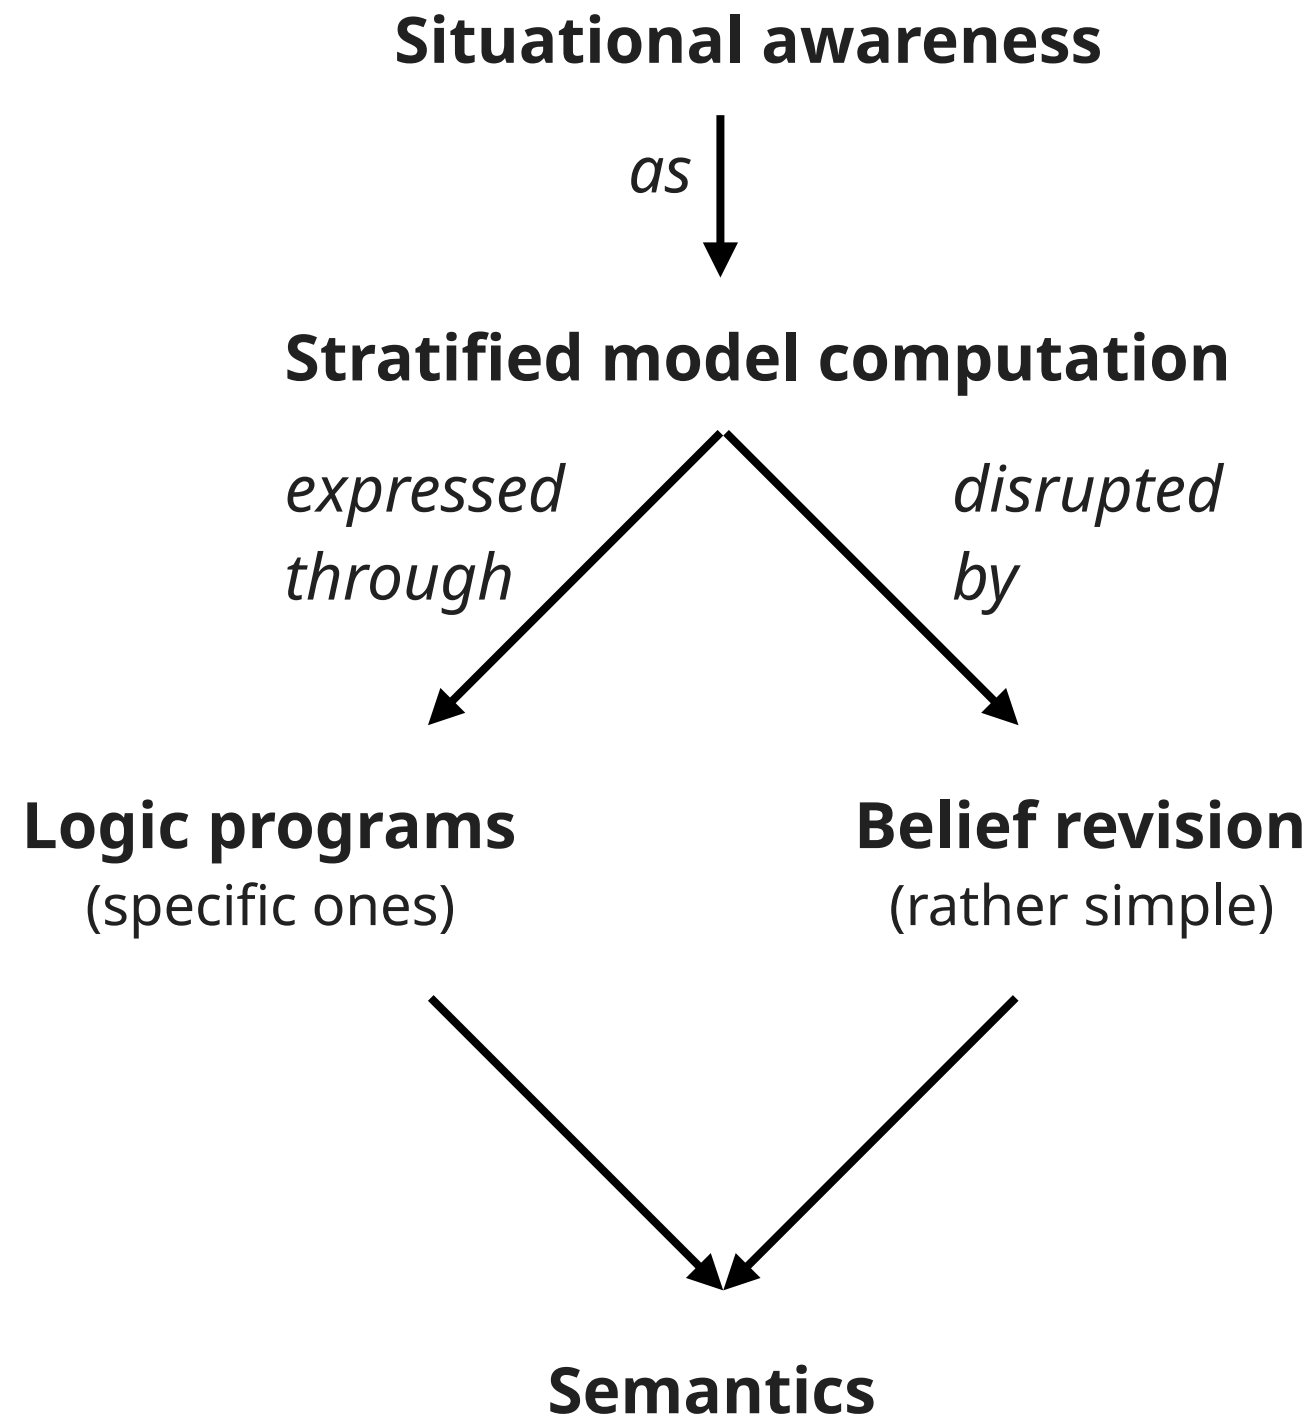 Situational awareness
as
Stratified model computation
expressed
through
disrupted
by
Logic programs
(specific ones)
Belief revision
(rather simple)
Semantics